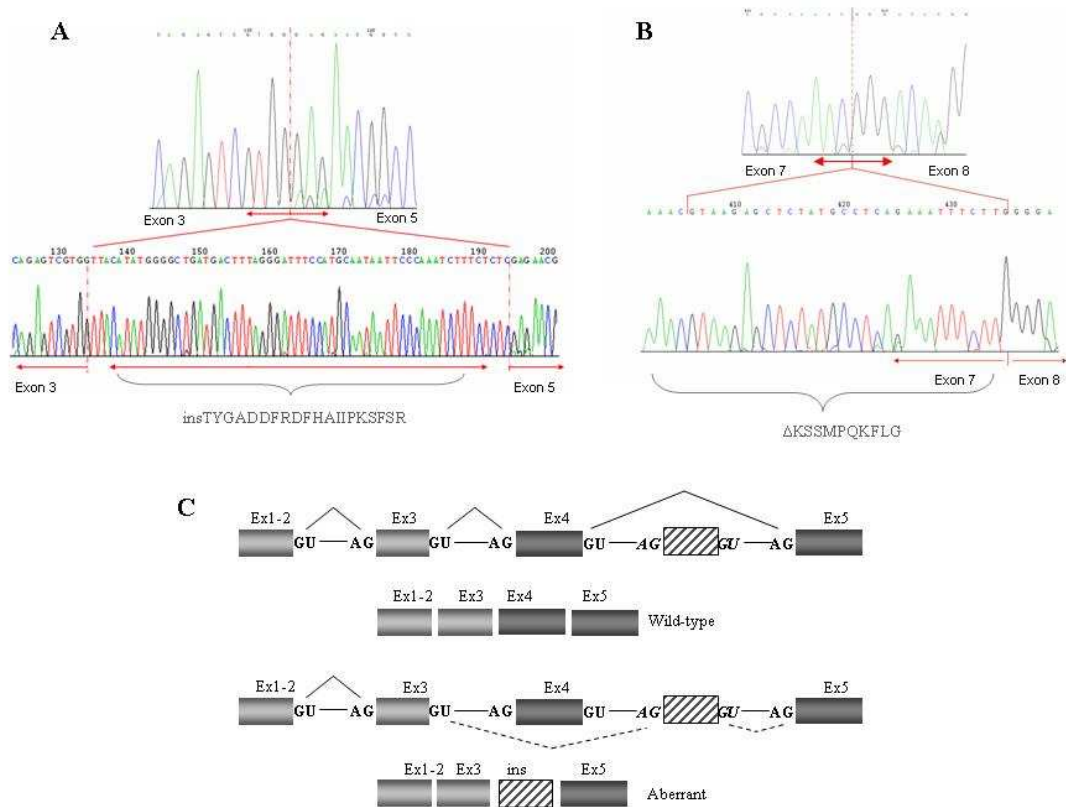 A
Exon 3
Exon 5
130 140 150 160 170 180 190 200
CAGAGTCGTGGTTACATATGGGGCTGATGACTTTAGGGATTTCCATGCAATAATTCCCAAATCTTTCTCTCGAGAACG
Exon 3
Exon 5
insTYGADDFRDFHAIIPKSFSR
B
Exon 7
Exon 8
410 420 430
AAACGTAAGAGCTCTATGCCTCAGAAATTTCTTGGGGA
Exon 7
Exon 8
ΔKSSMPQKFLG
C
Ex1-2 Ex3 Ex4 Ex5
GU AG GU AG GU AG GU AG
Ex1-2 Ex3 Ex4 Ex5
Wild-type
Ex1-2 Ex3 Ex4 Ex5
GU AG GU AG GU AG GU AG
Ex1-2 Ex3 ins Ex5
Aberrant